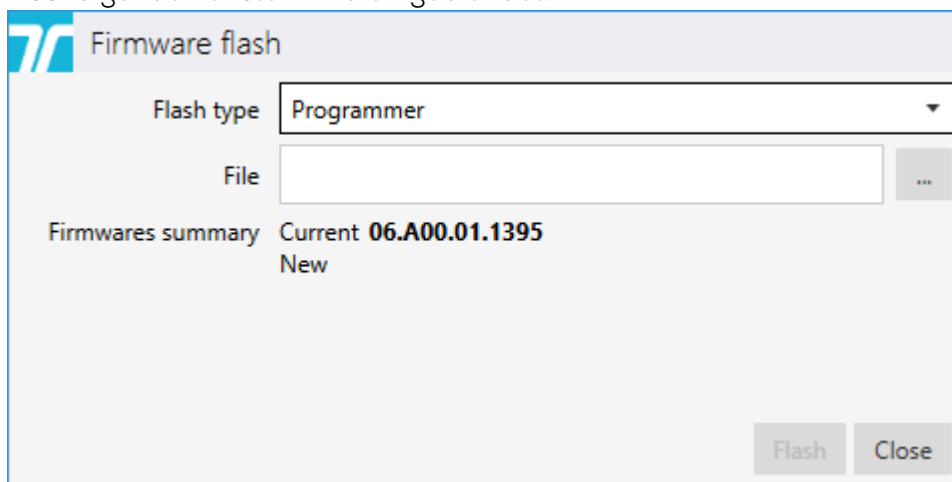 Firmware flash
Flash type Programmer
File ...
Firmwares summary Current 06.A00.01.1395
New
Flash Close